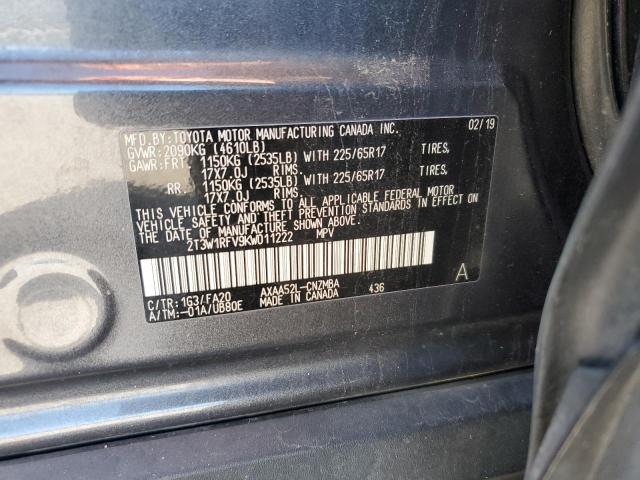 MFD.BY:TOYOTA MOTOR MANUFACTURING CANADA INC. 02/19
GVWR:2090KG (4610LB)
GAWR:FRT 1150KG (2535LB) WITH 225/65R17 TIRES,
17X7.0J RIMS.
RR 1150KG (2535LB) WITH 225/65R17 TIRES,
17X7.0J RIMS.
THIS VEHICLE CONFORMS TO ALL APPLICABLE FEDERAL MOTOR
VEHICLE SAFETY AND THEFT PREVENTION STANDARDS IN EFFECT
ON THE DATE OF MANUFACTURE SHOWN ABOVE.
2T3W1RFV9KW011222 MPV
C/TR: 1G3/FA20 AXAA52L-CNZMBA 436 A
A/TM:-01A/UB80E MADE IN CANADA